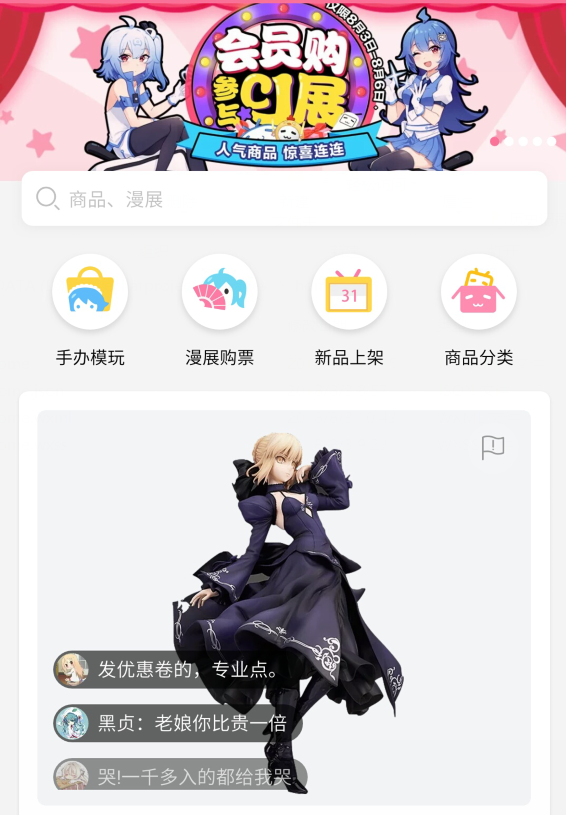 仅限8月3日-8月6日.
会员购
参与CJ展
人气商品 惊喜连连
商品、漫展
31
手办模玩
漫展购票
新品上架
商品分类
发优惠卷的，专业点。
黑贞：老娘你比贵一倍
哭!一千多入的都给我哭